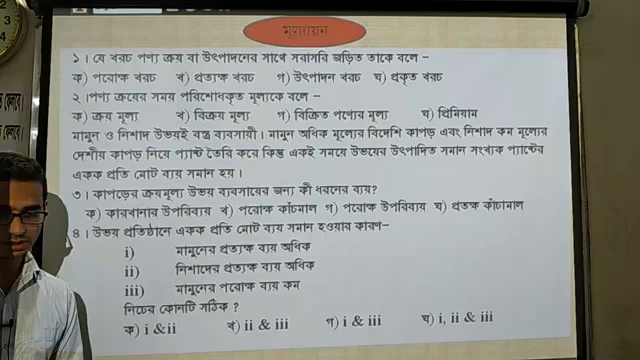 মূল্যায়ন
১। যে খরচ পণ্য ক্রয় বা উৎপাদনের সাথে সরাসরি জড়িত তাকে বলে –
ক) পরোক্ষ খরচ খ) প্রত্যক্ষ খরচ গ) উৎপাদন খরচ ঘ) প্রকৃত খরচ
২।পণ্য ক্রয়ের সময় পরিশোধকৃত মূল্যকে বলে –
ক) ক্রয় মূল্য খ) বিক্রয় মূল্য গ) বিক্রিত পণ্যের মূল্য ঘ) প্রিমিয়াম
মামুন ও নিশাদ উভয়ই বস্ত্র ব্যবসায়ী। মামুন অধিক মূল্যের বিদেশি কাপড় এবং নিশাদ কম মূল্যের
দেশীয় কাপড় নিয়ে প্যান্ট তৈরি করে কিন্তু একই সময়ে উভয়ের উৎপাদিত সমান সংখ্যক প্যান্টের
একক প্রতি মোট ব্যয় সমান হয়।
৩। কাপড়ের ক্রয়মূল্য উভয় ব্যবসায়ের জন্য কী ধরনের ব্যয়?
ক) কারখানার উপরিব্যয় খ) পরোক্ষ কাঁচামাল গ) পরোক্ষ উপরিব্যয় ঘ) প্রতক্ষ কাঁচামাল
৪। উভয় প্রতিষ্ঠানে একক প্রতি মোট ব্যয় সমান হওয়ার কারণ–
i) মামুনের প্রত্যক্ষ ব্যয় অধিক
ii) নিশাদের প্রত্যক্ষ ব্যয় অধিক
iii) মামুনের পরোক্ষ ব্যয় কম
নিচের কোনটি সঠিক ?
ক) i &ii খ) ii & iii গ) i & iii ঘ) i, ii & iii